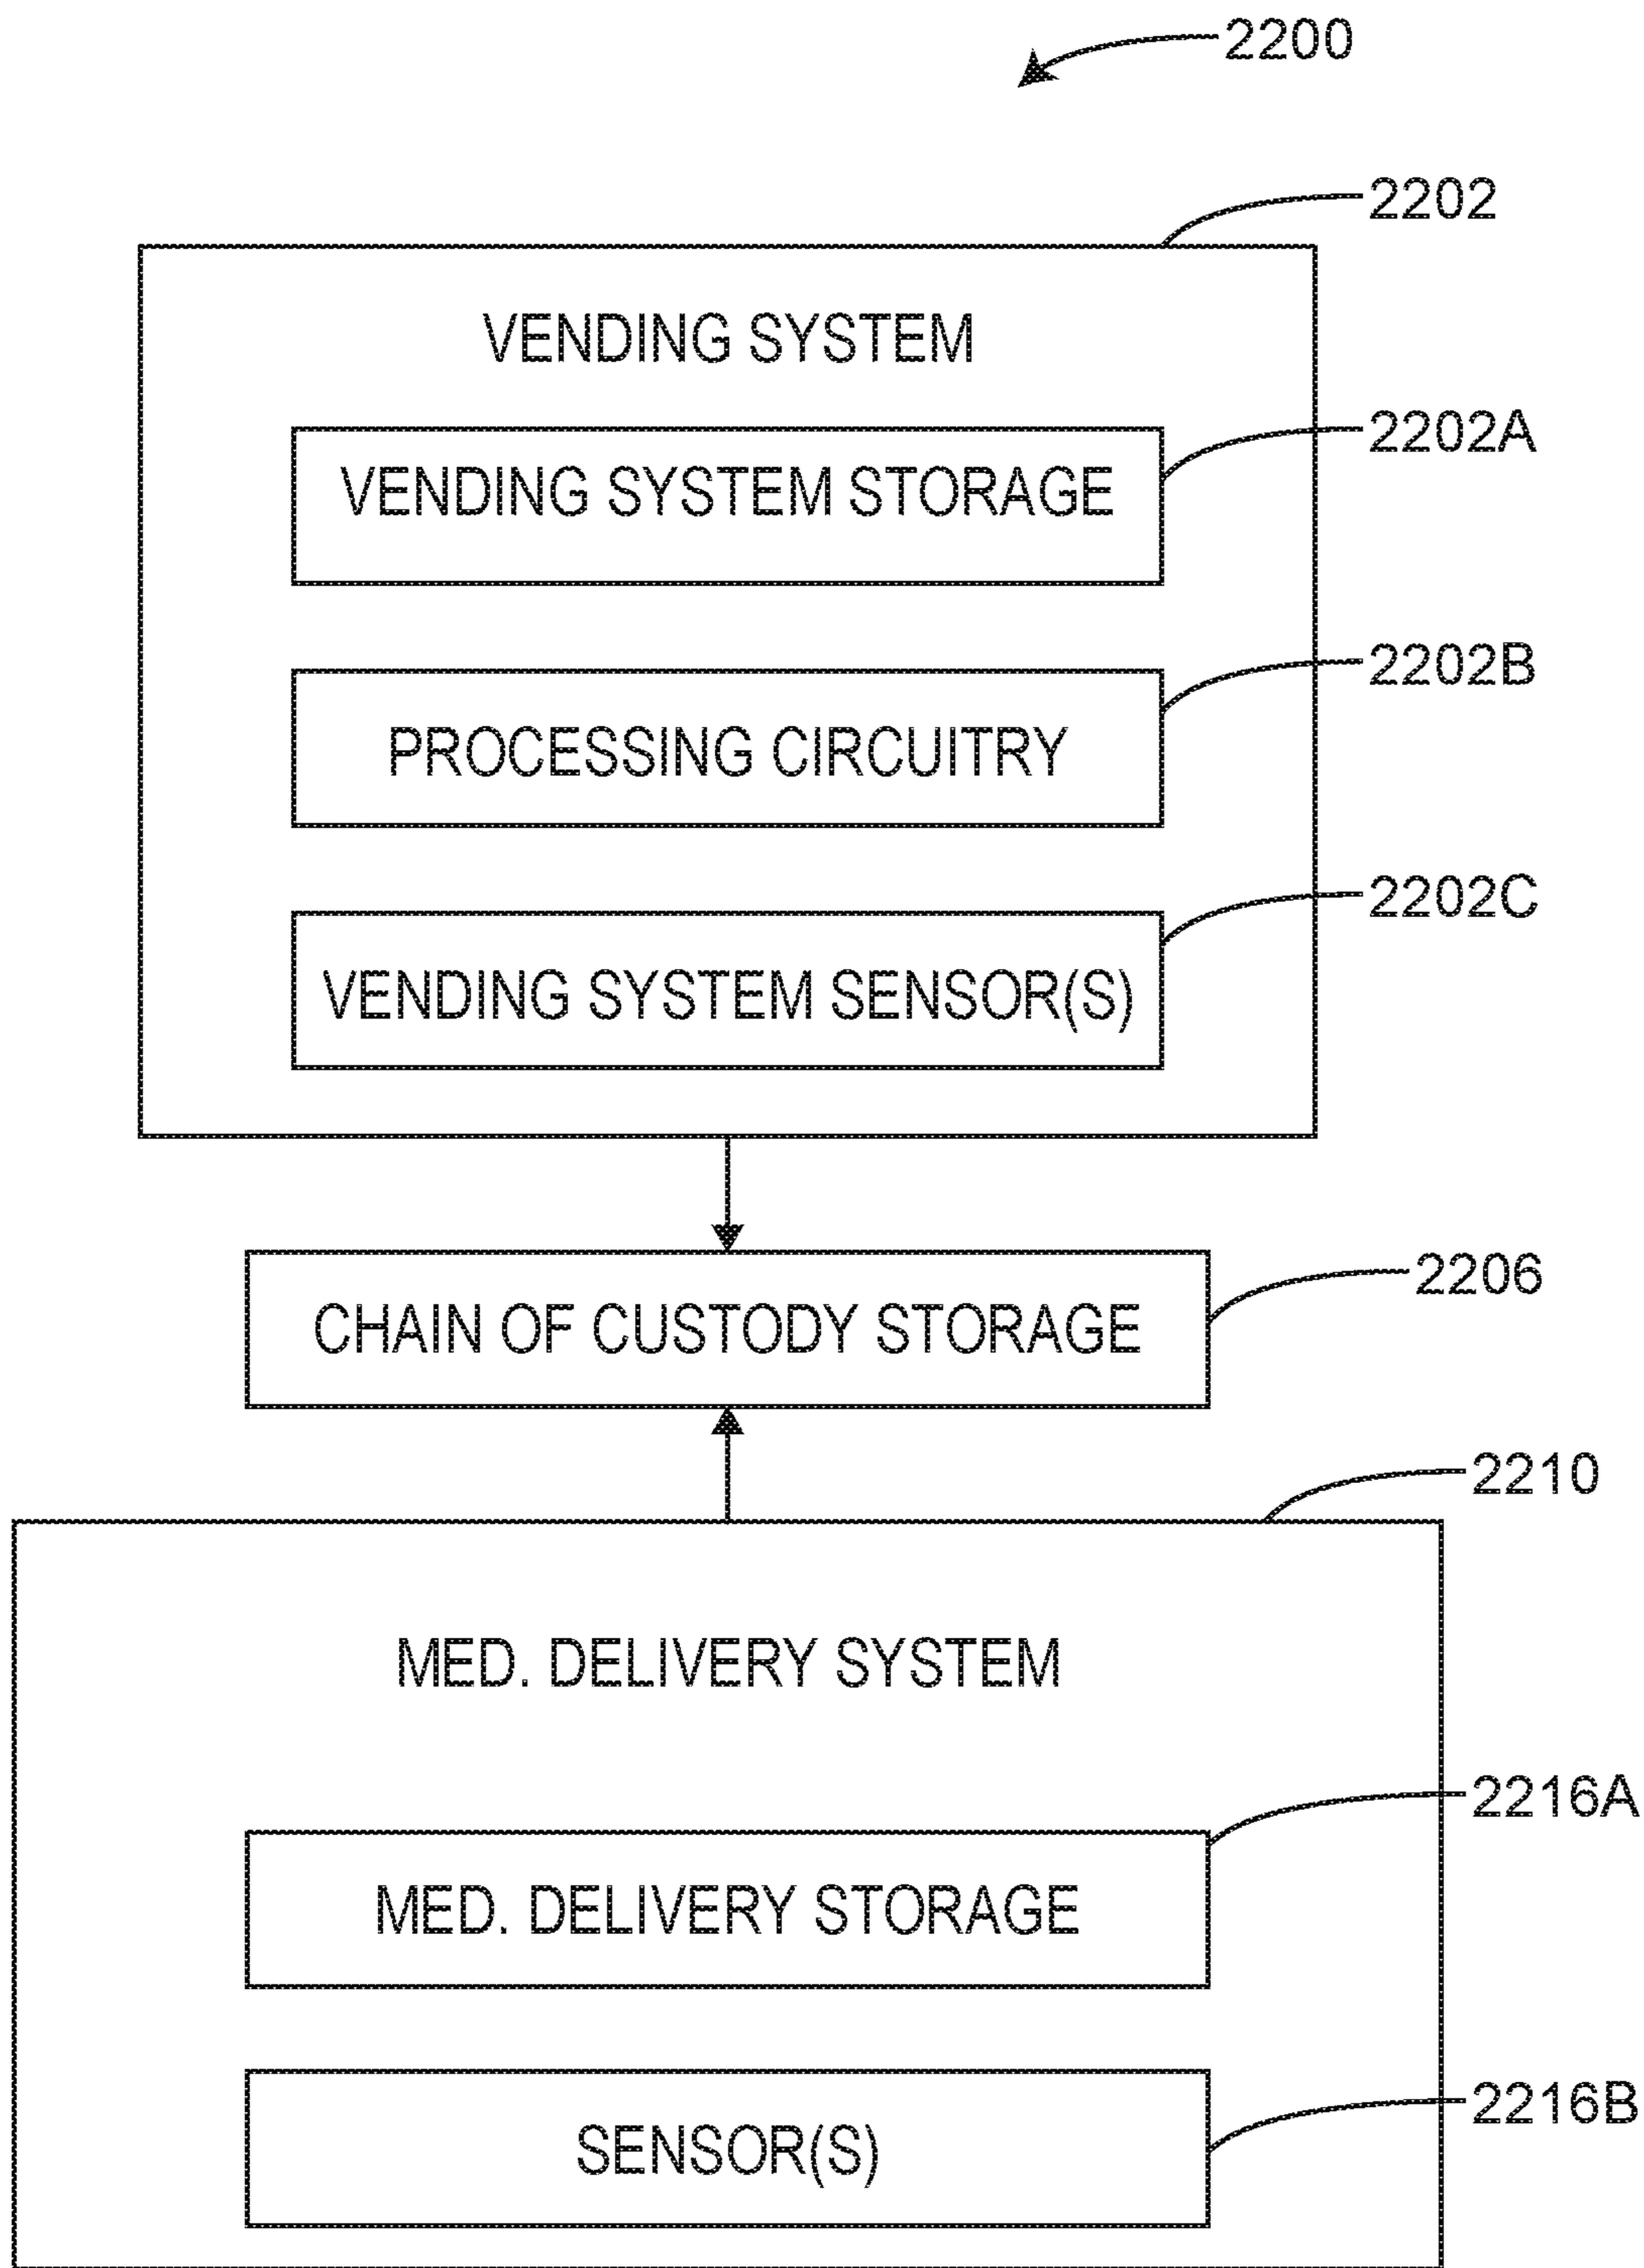 2200
2202
VENDING SYSTEM
2202A
VENDING SYSTEM STORAGE
2202B
PROCESSING CIRCUITRY
2202C
VENDING SYSTEM SENSOR(S)
2206
CHAIN OF CUSTODY STORAGE
2210
MED. DELIVERY SYSTEM
2216A
MED. DELIVERY STORAGE
2216B
SENSOR(S)